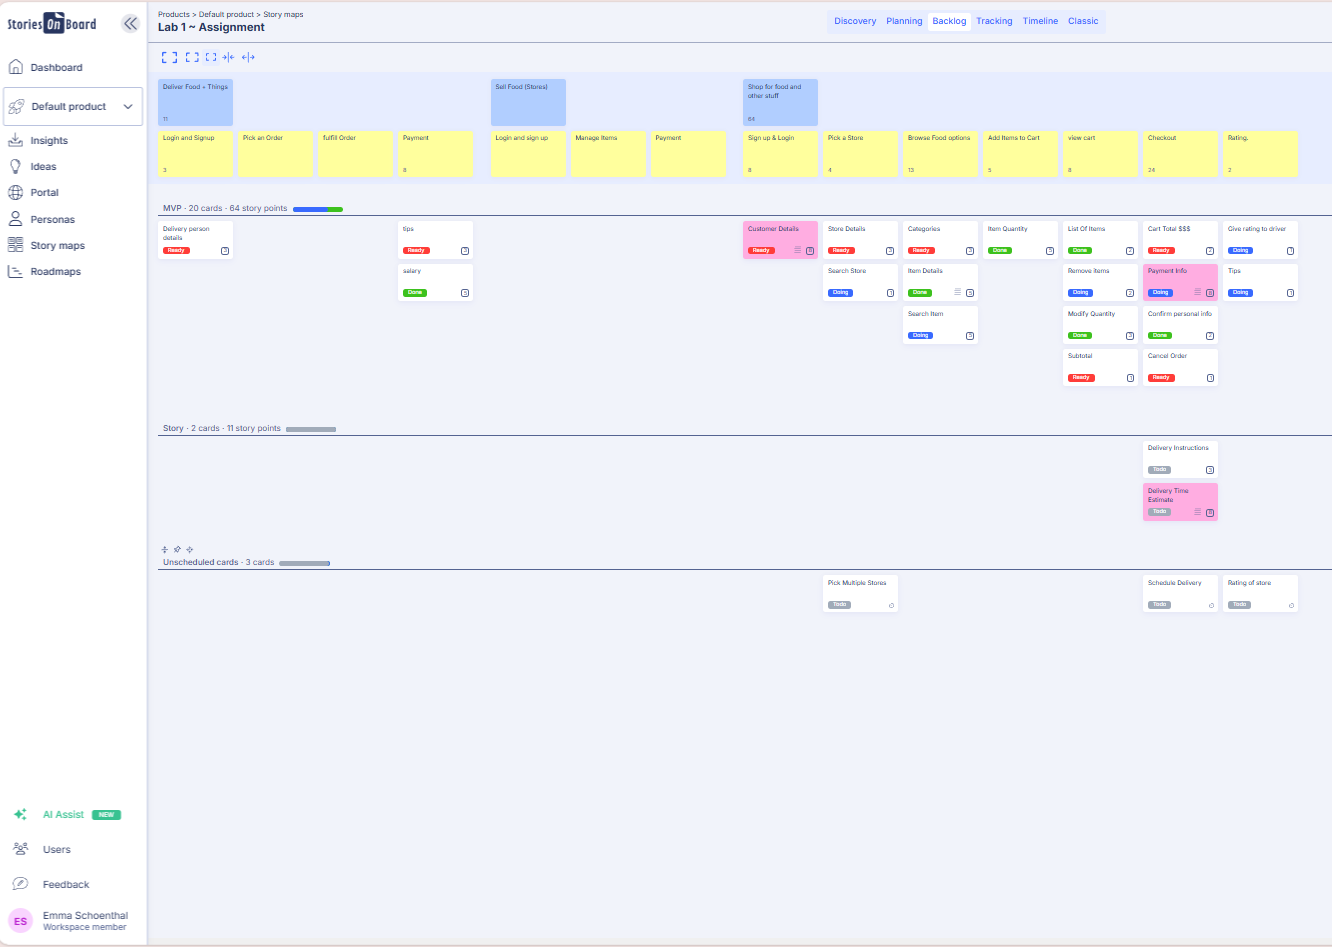 Stories On Board
Dashboard
Default product
Insights
Ideas
Portal
Personas
Story maps
Roadmaps
AI Assist NEW
Users
Feedback
ES
Emma Schoenthal
Workspace member
Products > Default product > Story maps
Lab 1 ~ Assignment
Discovery Planning Backlog Tracking Timeline Classic
Deliver Food + Things
11
Sell Food (Stores)
Shop for food and
other stuff
64
Login and Signup
3
Pick an Order
fulfill Order
Payment
8
Login and sign up
Manage Items
Payment
Sign up & Login
8
Pick a Store
4
Browse Food options
13
Add Items to Cart
5
view cart
8
Checkout
24
Rating.
2
MVP · 20 cards · 64 story points
Delivery person
details
Ready
tips
Ready
salary
Done
Customer Details
Ready
Store Details
Ready
Search Store
Doing
Categories
Ready
Item Details
Done
Search Item
Doing
Item Quantity
Done
List Of Items
Done
Remove items
Doing
Modify Quantity
Done
Subtotal
Ready
Cart Total $$$
Ready
Payment Info
Doing
Confirm personal info
Done
Cancel Order
Ready
Give rating to driver
Doing
Tips
Doing
Story · 2 cards · 11 story points
Delivery Instructions
Todo
Delivery Time
Estimate
Todo
Unscheduled cards · 3 cards
Pick Multiple Stores
Todo
Schedule Delivery
Todo
Rating of store
Todo